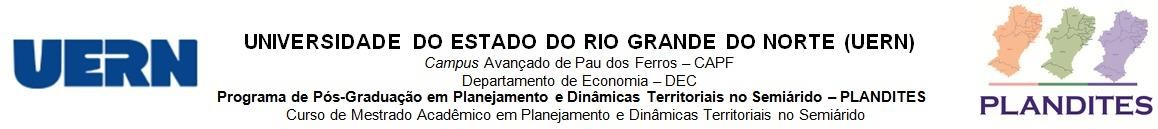 UERN
UNIVERSIDADE DO ESTADO DO RIO GRANDE DO NORTE (UERN)
Campus Avançado de Pau dos Ferros – CAPF
Departamento de Economia – DEC
Programa de Pós-Graduação em Planejamento e Dinâmicas Territoriais no Semiárido – PLANDITES
Curso de Mestrado Acadêmico em Planejamento e Dinâmicas Territoriais no Semiárido
PLANDITES